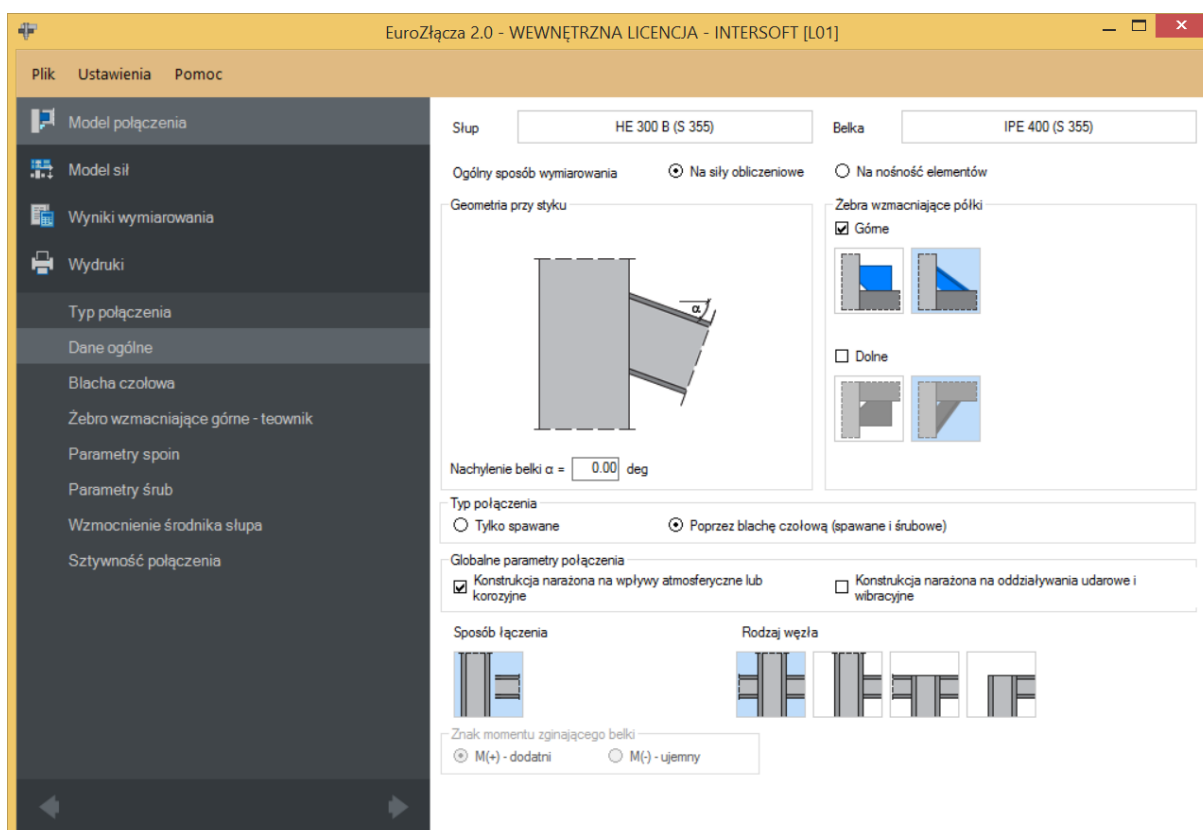 EuroZłącza 2.0 - WEWNĘTRZNA LICENCJA - INTERSOFT [L01]
Plik Ustawienia Pomoc
Model połączenia
Model sił
Wyniki wymiarowania
Wydruki
Typ połączenia
Dane ogólne
Blacha czołowa
Żebro wzmacniające górne - teownik
Parametry spoin
Parametry śrub
Wzmocnienie środnika słupa
Sztywność połączenia
Słup HE 300 B (S 355) Belka IPE 400 (S 355)
Ogólny sposób wymiarowania Na siły obliczeniowe Na nośność elementów
Geometria przy styku
α
Nachylenie belki α = 0.00 deg
Żebra wzmacniające półki
Górne
Dolne
Typ połączenia
Tylko spawane Poprzez blachę czołową (spawane i śrubowe)
Globalne parametry połączenia
Konstrukcja narażona na wpływy atmosferyczne lub
korozyjne
Konstrukcja narażona na oddziaływania udarowe i
wibracyjne
Sposób łączenia Rodzaj węzła
Znak momentu zginającego belki
M(+) - dodatni M(-) - ujemny